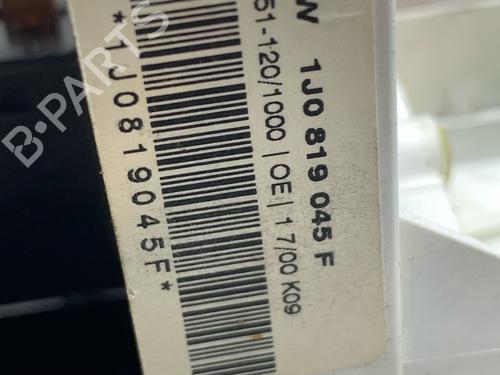 W 1J0 819 045 F
51-120/1000 | OE | 17/00 K09
*1J0819045F*
B-PARTS